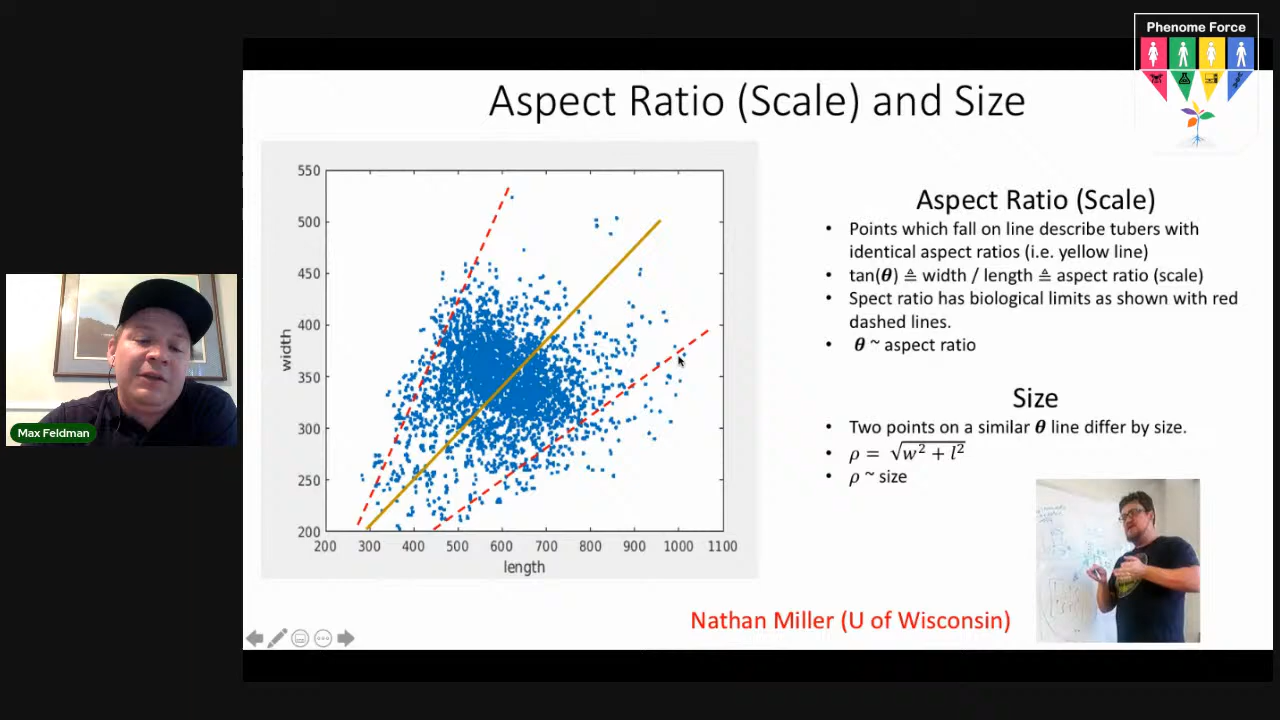 Phenome Force
Aspect Ratio (Scale) and Size
550
500
450
400
350
300
250
200
width
200 300 400 500 600 700 800 900 1000 1100
length
Aspect Ratio (Scale)
• Points which fall on line describe tubers with
identical aspect ratios (i.e. yellow line)
• tan(θ) ≜ width / length ≜ aspect ratio (scale)
• Spect ratio has biological limits as shown with red
dashed lines.
• θ ~ aspect ratio
Size
• Two points on a similar θ line differ by size.
• ρ = √w² + l²
• ρ ~ size
Max Feldman
Nathan Miller (U of Wisconsin)